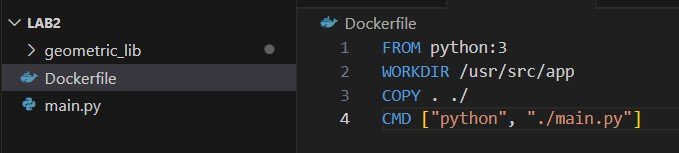 LAB2
geometric_lib
Dockerfile
main.py
Dockerfile
1 FROM python:3
2 WORKDIR /usr/src/app
3 COPY . ./
4 CMD ["python", "./main.py"]